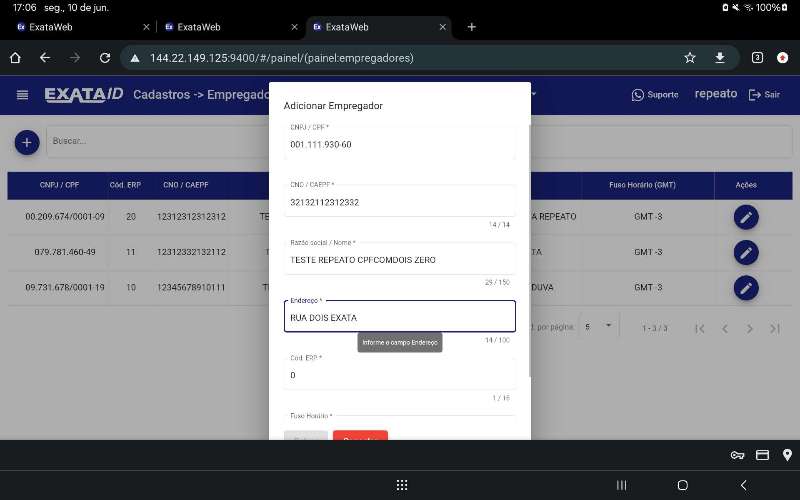 17:06 seg., 10 de jun. 100%
ExataWeb ExataWeb ExataWeb
144.22.149.125:9400/#/painel/(painel:empregadores) 3
EXATA/ID Cadastros -> Empregado Suporte repeato Sair
Adicionar Empregador
Buscar...
CNPJ / CPF *
001.111.930-60
CNPJ / CPF Cód. ERP CNO / CAEPF Fuso Horário (GMT) Ações
CNO / CAEPF *
32132112312332
14 / 14
00.209.674/0001-09 20 12312312312312 TE A REPEATO GMT -3
079.781.460-49 11 12312332132112 TA GMT -3
09.731.678/0001-19 10 12345678910111 DUVA GMT -3
Razão social / Nome *
TESTE REPEATO CPFCOMDOIS ZERO
29 / 150
Endereço *
RUA DOIS EXATA
Informe o campo Endereço
14 / 100
. por página: 5 1 - 3 / 3
Cód. ERP *
0
1 / 16
Fuso Horário *